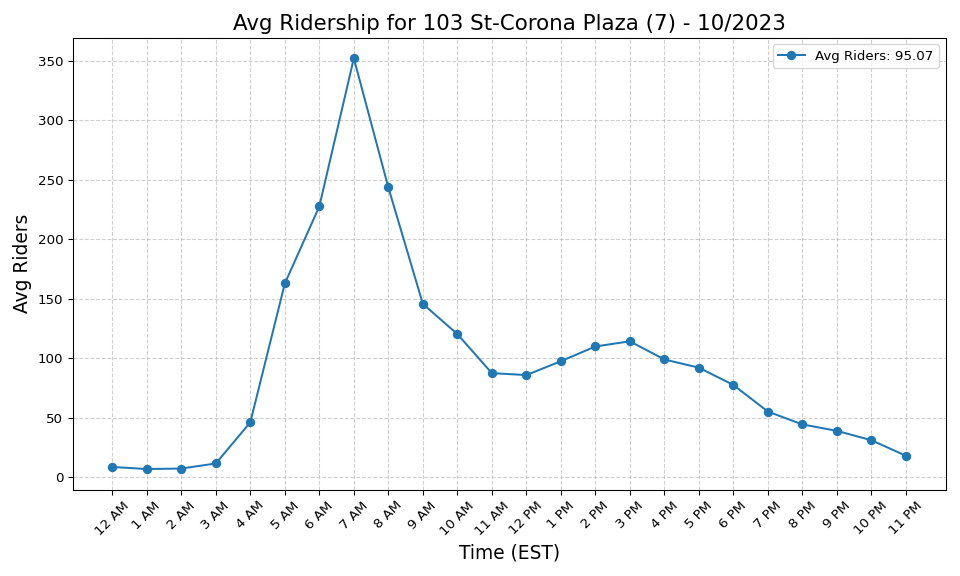 Avg Ridership for 103 St-Corona Plaza (7) - 10/2023
Avg Riders: 95.07
Avg Riders
350
300
250
200
150
100
50
0
12 AM
1 AM
2 AM
3 AM
4 AM
5 AM
6 AM
7 AM
8 AM
9 AM
10 AM
11 AM
12 PM
1 PM
2 PM
3 PM
4 PM
5 PM
6 PM
7 PM
8 PM
9 PM
10 PM
11 PM
Time (EST)